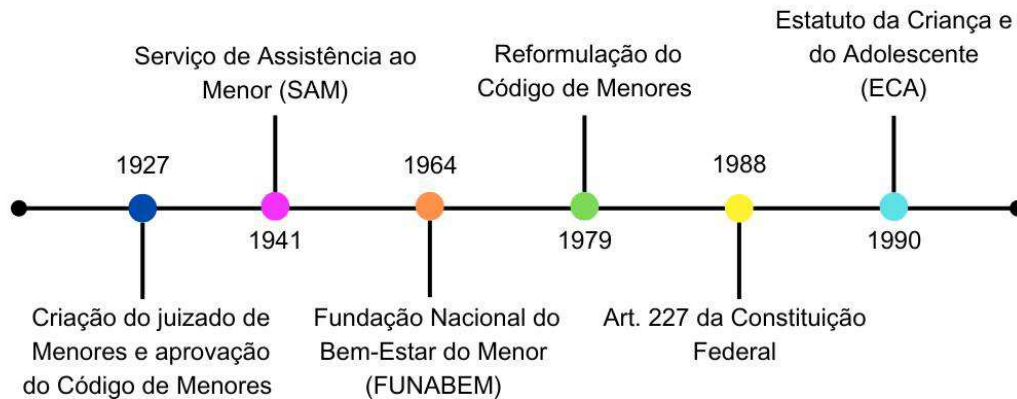 Estatuto da Criança e
do Adolescente
(ECA)
Serviço de Assistência ao
Menor (SAM)
Reformulação do
Código de Menores
1927
1964
1988
1941
1979
1990
Criação do juizado de
Menores e aprovação
do Código de Menores
Fundação Nacional do
Bem-Estar do Menor
(FUNABEM)
Art. 227 da Constituição
Federal